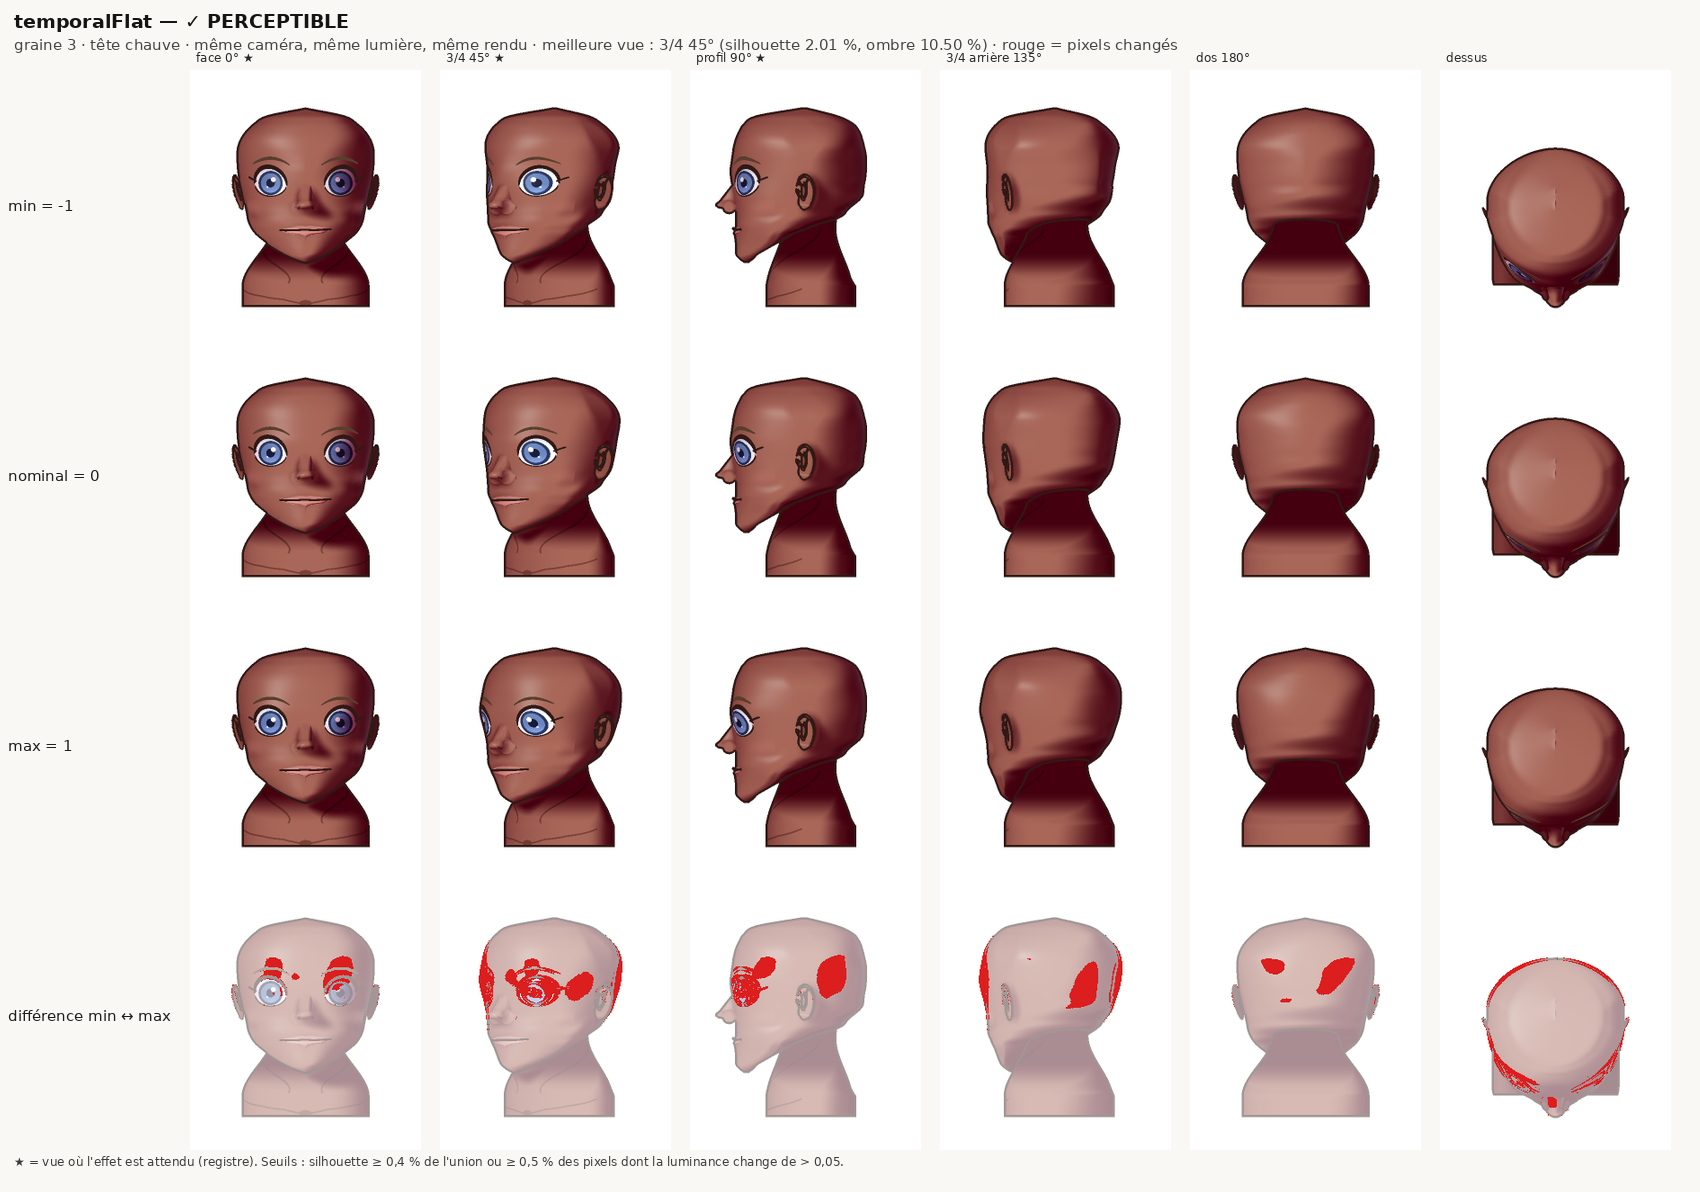 temporalFlat — ✓ PERCEPTIBLE
graine 3 · tête chauve · même caméra, même lumière, même rendu · meilleure vue : 3/4 45° (silhouette 2.01 %, ombre 10.50 %) · rouge = pixels changés
face 0° ★ 3/4 45° ★ profil 90° ★ 3/4 arrière 135° dos 180° dessus
min = -1
nominal = 0
max = 1
différence min ↔ max
★ = vue où l'effet est attendu (registre). Seuils : silhouette ≥ 0,4 % de l'union ou ≥ 0,5 % des pixels dont la luminance change de > 0,05.